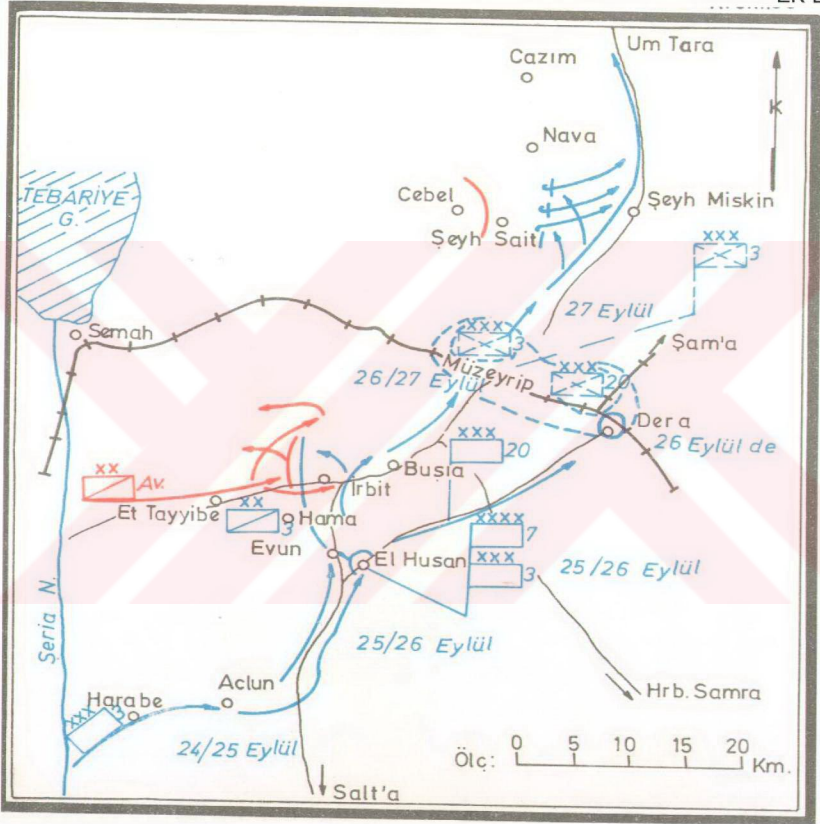 Um Tara
Cazım
K
Nava
TEBARİYE
G.
Cebel
Şeyh Miskin
Şeyh Sait
xxx
3
27 Eylül
Semah
xxx
3
Şam'a
Müzeyrip
xxx
20
26/27 Eylül
Dera
26 Eylül de
xxx
20
xx
Av.
Busia
Irbit
Et Tayyibe
xx
3
Hama
xxxx
7
Evun
El Husan
xxx
3
25/26 Eylül
Şeria N.
25/26 Eylül
Aclun
Hrb. Samra
Harabe
xxx
3
24/25 Eylül
Ölç:
0 5 10 15 20
Km.
Salt'a